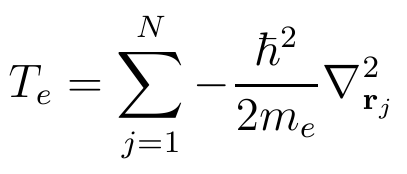 $T_e = \sum_{j=1}^{N} -\frac{\hbar^2}{2m_e} \nabla^2_{\mathbf{r}_j}$